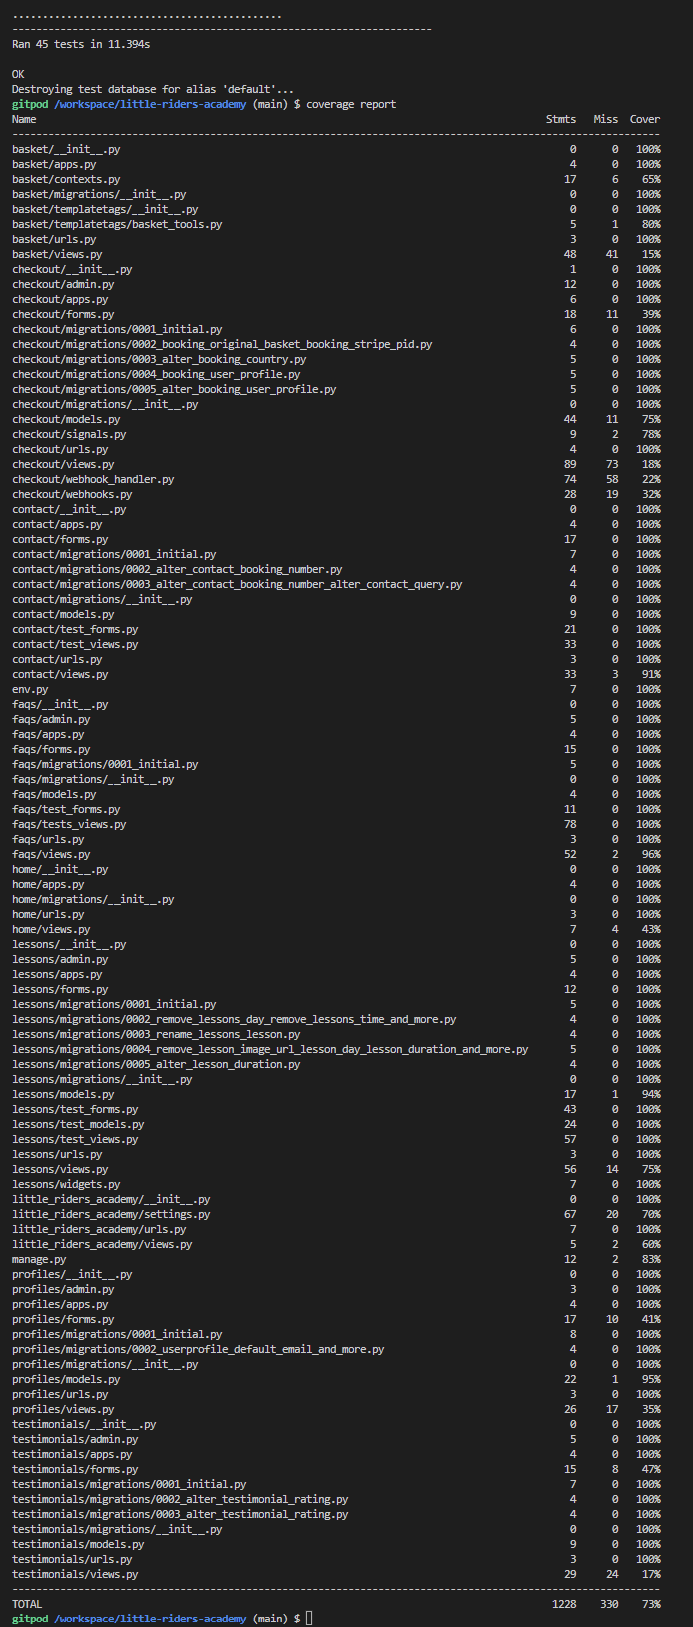 .............................................
----------------------------------------------------------------------
Ran 45 tests in 11.394s
OK
Destroying test database for alias 'default'...
gitpod /workspace/little-riders-academy (main) $ coverage report
Name Stmts Miss Cover
------------------------------------------------------------------------------------------------------------
basket/__init__.py 0 0 100%
basket/apps.py 4 0 100%
basket/contexts.py 17 6 65%
basket/migrations/__init__.py 0 0 100%
basket/templatetags/__init__.py 0 0 100%
basket/templatetags/basket_tools.py 5 1 80%
basket/urls.py 3 0 100%
basket/views.py 48 41 15%
checkout/__init__.py 1 0 100%
checkout/admin.py 12 0 100%
checkout/apps.py 6 0 100%
checkout/forms.py 18 11 39%
checkout/migrations/0001_initial.py 6 0 100%
checkout/migrations/0002_booking_original_basket_booking_stripe_pid.py 4 0 100%
checkout/migrations/0003_alter_booking_country.py 5 0 100%
checkout/migrations/0004_booking_user_profile.py 5 0 100%
checkout/migrations/0005_alter_booking_user_profile.py 5 0 100%
checkout/migrations/__init__.py 0 0 100%
checkout/models.py 44 11 75%
checkout/signals.py 9 2 78%
checkout/urls.py 4 0 100%
checkout/views.py 89 73 18%
checkout/webhook_handler.py 74 58 22%
checkout/webhooks.py 28 19 32%
contact/__init__.py 0 0 100%
contact/apps.py 4 0 100%
contact/forms.py 17 0 100%
contact/migrations/0001_initial.py 7 0 100%
contact/migrations/0002_alter_contact_booking_number.py 4 0 100%
contact/migrations/0003_alter_contact_booking_number_alter_contact_query.py 4 0 100%
contact/migrations/__init__.py 0 0 100%
contact/models.py 9 0 100%
contact/test_forms.py 21 0 100%
contact/test_views.py 33 0 100%
contact/urls.py 3 0 100%
contact/views.py 33 3 91%
env.py 7 0 100%
faqs/__init__.py 0 0 100%
faqs/admin.py 5 0 100%
faqs/apps.py 4 0 100%
faqs/forms.py 15 0 100%
faqs/migrations/0001_initial.py 5 0 100%
faqs/migrations/__init__.py 0 0 100%
faqs/models.py 4 0 100%
faqs/test_forms.py 11 0 100%
faqs/tests_views.py 78 0 100%
faqs/urls.py 3 0 100%
faqs/views.py 52 2 96%
home/__init__.py 0 0 100%
home/apps.py 4 0 100%
home/migrations/__init__.py 0 0 100%
home/urls.py 3 0 100%
home/views.py 7 4 43%
lessons/__init__.py 0 0 100%
lessons/admin.py 5 0 100%
lessons/apps.py 4 0 100%
lessons/forms.py 12 0 100%
lessons/migrations/0001_initial.py 5 0 100%
lessons/migrations/0002_remove_lessons_day_remove_lessons_time_and_more.py 4 0 100%
lessons/migrations/0003_rename_lessons_lesson.py 4 0 100%
lessons/migrations/0004_remove_lesson_image_url_lesson_day_lesson_duration_and_more.py 5 0 100%
lessons/migrations/0005_alter_lesson_duration.py 4 0 100%
lessons/migrations/__init__.py 0 0 100%
lessons/models.py 17 1 94%
lessons/test_forms.py 43 0 100%
lessons/test_models.py 24 0 100%
lessons/test_views.py 57 0 100%
lessons/urls.py 3 0 100%
lessons/views.py 56 14 75%
lessons/widgets.py 7 0 100%
little_riders_academy/__init__.py 0 0 100%
little_riders_academy/settings.py 67 20 70%
little_riders_academy/urls.py 7 0 100%
little_riders_academy/views.py 5 2 60%
manage.py 12 2 83%
profiles/__init__.py 0 0 100%
profiles/admin.py 3 0 100%
profiles/apps.py 4 0 100%
profiles/forms.py 17 10 41%
profiles/migrations/0001_initial.py 8 0 100%
profiles/migrations/0002_userprofile_default_email_and_more.py 4 0 100%
profiles/migrations/__init__.py 0 0 100%
profiles/models.py 22 1 95%
profiles/urls.py 3 0 100%
profiles/views.py 26 17 35%
testimonials/__init__.py 0 0 100%
testimonials/admin.py 5 0 100%
testimonials/apps.py 4 0 100%
testimonials/forms.py 15 8 47%
testimonials/migrations/0001_initial.py 7 0 100%
testimonials/migrations/0002_alter_testimonial_rating.py 4 0 100%
testimonials/migrations/0003_alter_testimonial_rating.py 4 0 100%
testimonials/migrations/__init__.py 0 0 100%
testimonials/models.py 9 0 100%
testimonials/urls.py 3 0 100%
testimonials/views.py 29 24 17%
------------------------------------------------------------------------------------------------------------
TOTAL 1228 330 73%
gitpod /workspace/little-riders-academy (main) $